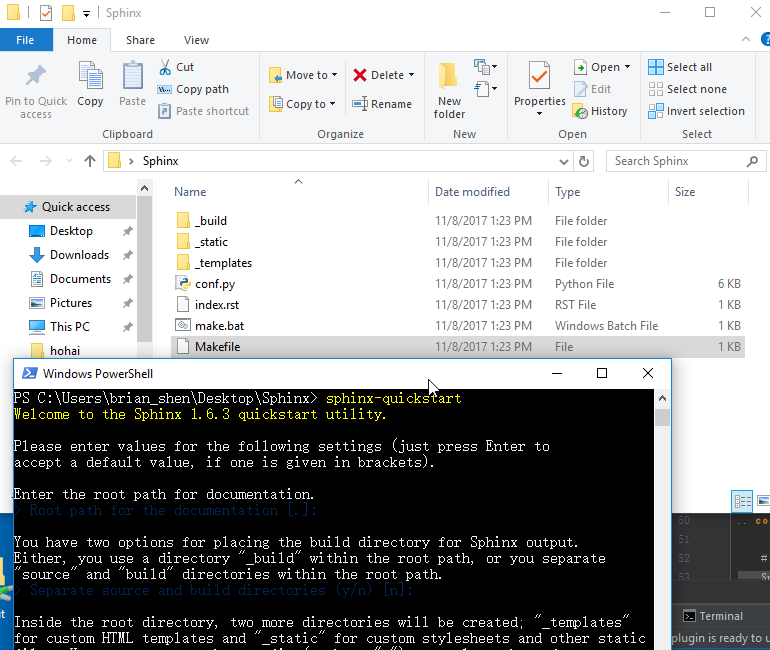 Sphinx
File Home Share View
Pin to Quick access
Copy
Paste
Cut
Copy path
Paste shortcut
Clipboard
Move to
Copy to
Delete
Rename
Organize
New folder
New
Properties
Open
Edit
History
Open
Select all
Select none
Invert selection
Select
Sphinx
Search Sphinx
Quick access
Desktop
Downloads
Documents
Pictures
This PC
hohai
Name Date modified Type Size
_build 11/8/2017 1:23 PM File folder
_static 11/8/2017 1:23 PM File folder
_templates 11/8/2017 1:23 PM File folder
conf.py 11/8/2017 1:23 PM Python File 6 KB
index.rst 11/8/2017 1:23 PM RST File 1 KB
make.bat 11/8/2017 1:23 PM Windows Batch File 1 KB
Makefile 11/8/2017 1:23 PM File 1 KB
Windows PowerShell
PS C:\Users\brian_shen\Desktop\Sphinx> sphinx-quickstart
Welcome to the Sphinx 1.6.3 quickstart utility.
Please enter values for the following settings (just press Enter to
accept a default value, if one is given in brackets).
Enter the root path for documentation.
> Root path for the documentation [.]:
You have two options for placing the build directory for Sphinx output.
Either, you use a directory "_build" within the root path, or you separate
"source" and "build" directories within the root path.
> Separate source and build directories (y/n) [n]:
Inside the root directory, two more directories will be created; "_templates"
for custom HTML templates and "_static" for custom stylesheets and other static
50 .. co
51
52 #
53
Terminal
plugin is ready to u